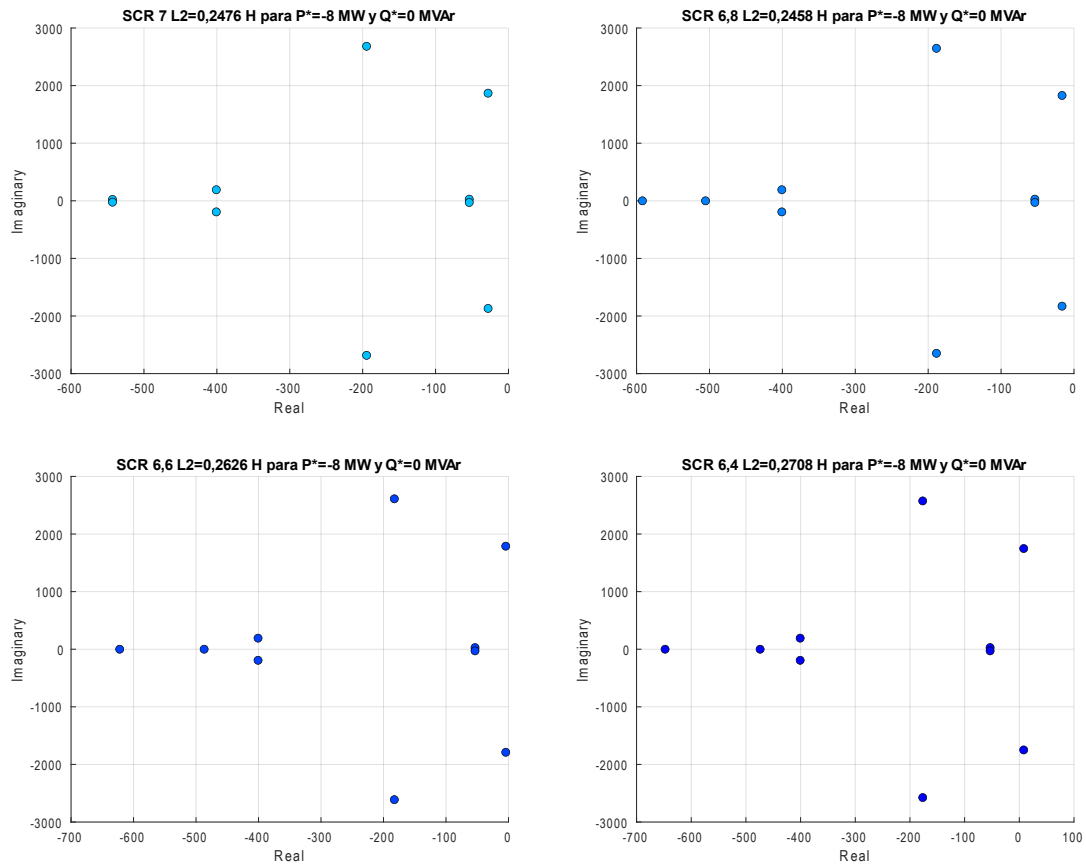 SCR 7 L2=0,2476 H para P*=-8 MW y Q*=0 MVAr
3000
2000
1000
0
-1000
-2000
-3000
Imaginary
-600 -500 -400 -300 -200 -100 0
Real
SCR 6,8 L2=0,2458 H para P*=-8 MW y Q*=0 MVAr
3000
2000
1000
0
-1000
-2000
-3000
Imaginary
-600 -500 -400 -300 -200 -100 0
Real
SCR 6,6 L2=0,2626 H para P*=-8 MW y Q*=0 MVAr
3000
2000
1000
0
-1000
-2000
-3000
Imaginary
-700 -600 -500 -400 -300 -200 -100 0
Real
SCR 6,4 L2=0,2708 H para P*=-8 MW y Q*=0 MVAr
3000
2000
1000
0
-1000
-2000
-3000
Imaginary
-700 -600 -500 -400 -300 -200 -100 0 100
Real